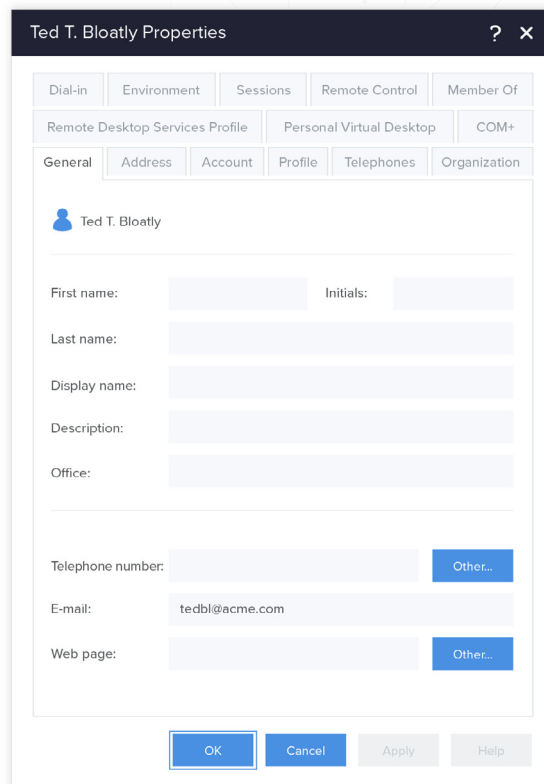 Ted T. Bloatly Properties ? ✕
Dial-in Environment Sessions Remote Control Member Of
Remote Desktop Services Profile Personal Virtual Desktop COM+
General Address Account Profile Telephones Organization
Ted T. Bloatly
First name: Initials:
Last name:
Display name:
Description:
Office:
Telephone number: Other...
E-mail: tedbl@acme.com
Web page: Other...
OK Cancel Apply Help